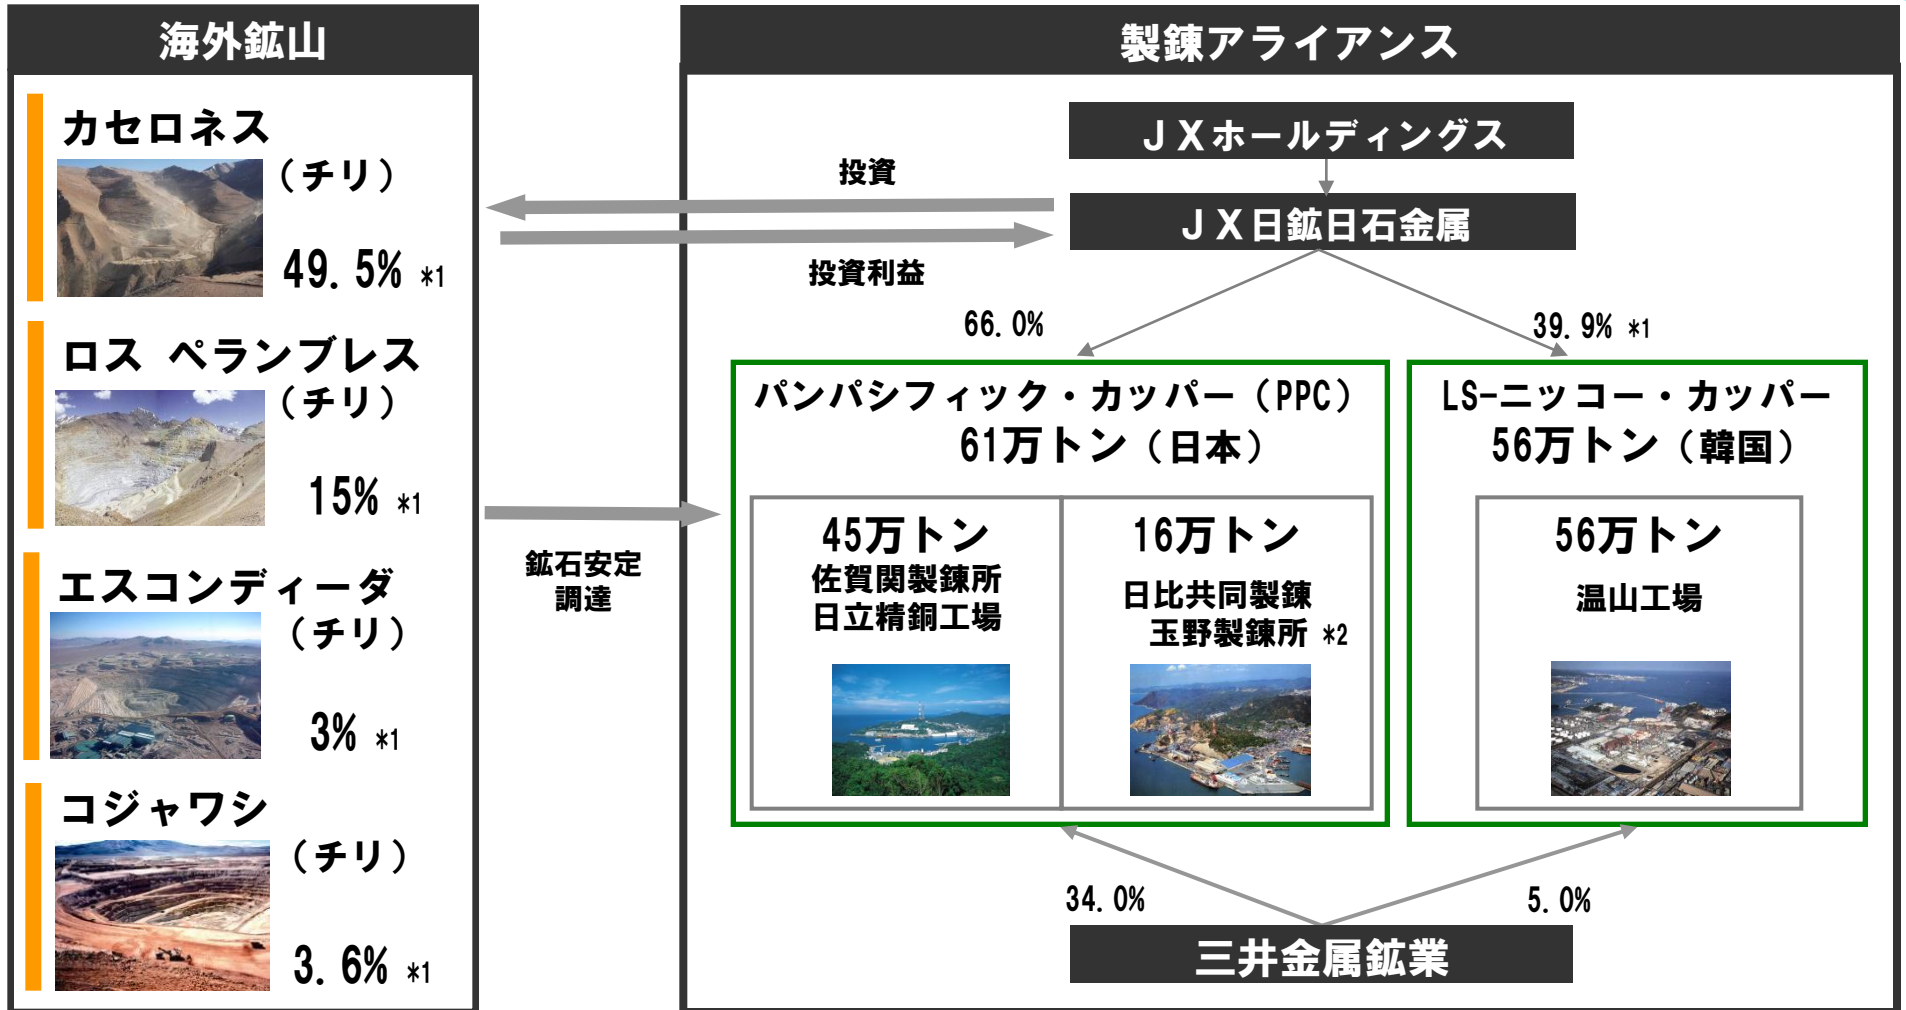 海外鉱山
カセロネス
（チリ）
49.5% *1
ロス ペランブレス
（チリ）
15% *1
エスコンディーダ
（チリ）
3% *1
コジャワシ
（チリ）
3.6% *1
投資
投資利益
鉱石安定
調達
製錬アライアンス
ＪＸホールディングス
ＪＸ日鉱日石金属
66.0%
39.9% *1
パンパシフィック・カッパー（PPC）
61万トン（日本）
45万トン
佐賀関製錬所
日立精銅工場
16万トン
日比共同製錬
玉野製錬所 *2
LS-ニッコー・カッパー
56万トン（韓国）
56万トン
温山工場
34.0%
5.0%
三井金属鉱業